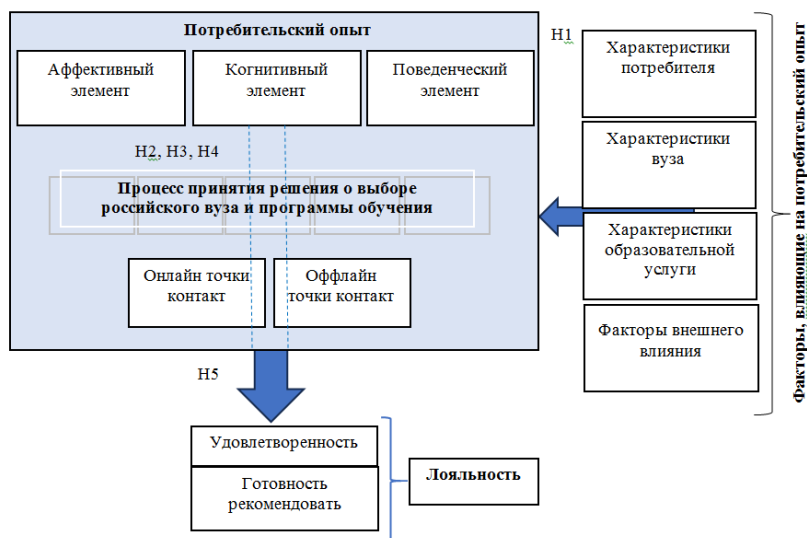 Потребительский опыт
Аффективный
элемент
Когнитивный
элемент
Поведенческий
элемент
H2, H3, H4
Процесс принятия решения о выборе
российского вуза и программы обучения
Онлайн точки
контакт
Оффлайн
точки контакт
H1
Характеристики
потребителя
Характеристики
вуза
Характеристики
образовательной
услуги
Факторы внешнего
влияния
Факторы, влияющие на потребительский опыт
H5
Удовлетворенность
Готовность
рекомендовать
Лояльность